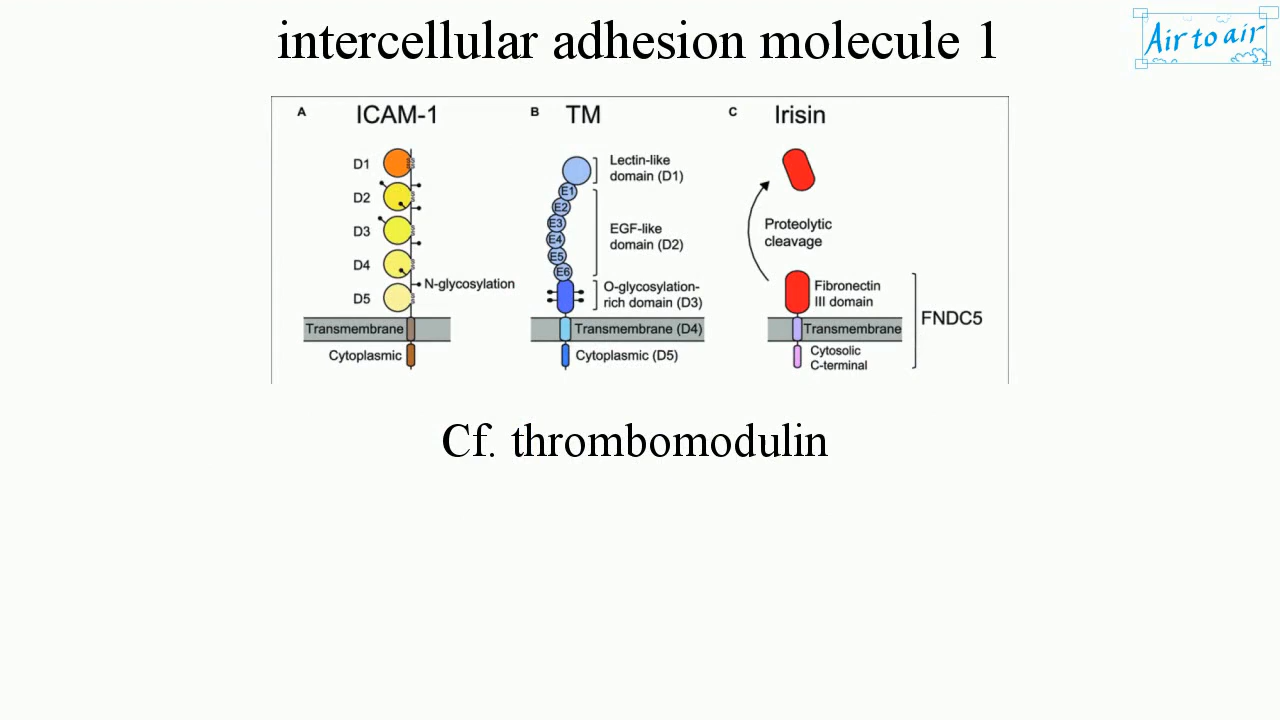 intercellular adhesion molecule 1
Air to air
A ICAM-1
D1
D2
D3
D4
N-glycosylation
D5
Transmembrane
Cytoplasmic
B TM
Lectin-like
domain (D1)
E1
E2
E3
E4
E5
E6
EGF-like
domain (D2)
O-glycosylation-
rich domain (D3)
Transmembrane (D4)
Cytoplasmic (D5)
C Irisin
Proteolytic
cleavage
Fibronectin
III domain
FNDC5
Transmembrane
Cytosolic
C-terminal
Cf. thrombomodulin